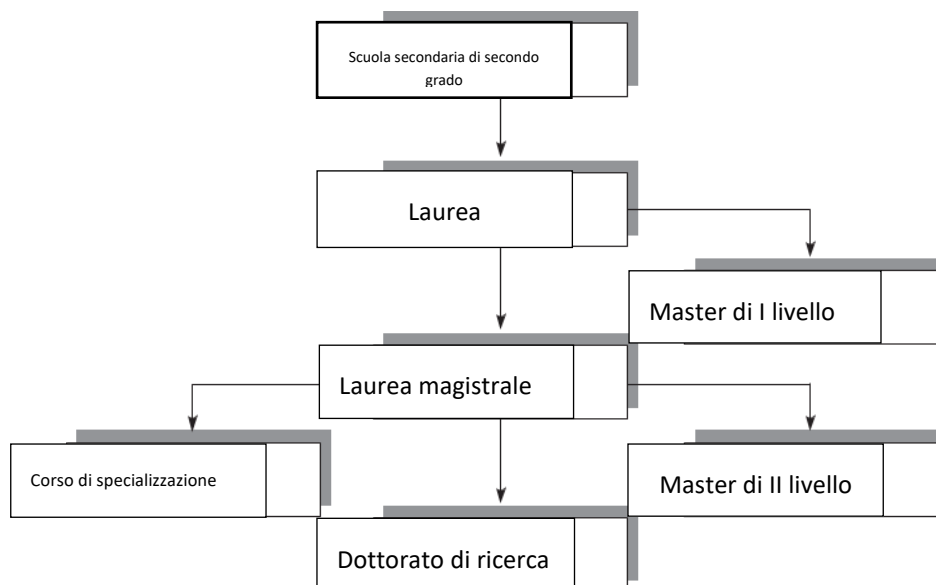 Scuola secondaria di secondo
grado
Laurea
Master di I livello
Laurea magistrale
Corso di specializzazione
Master di II livello
Dottorato di ricerca